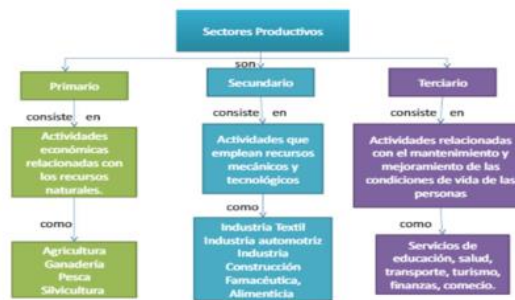 Sectores Productivos
son
Primario
Secundario
Terciario
consiste en
consiste en
consiste en
Actividades
económicas
relacionadas con
los recursos
naturales.
Actividades que
emplean recursos
mecánicos y
tecnológicos
Actividades relacionadas
con el mantenimiento y
mejoramiento de las
condiciones de vida de las
personas
como
como
como
Agricultura
Ganadería
Pesca
Silvicultura
Industria Textil
Industria automotriz
Industria
Construcción
Famacéutica,
Alimenticia
Servicios de
educación, salud,
transporte, turismo,
finanzas, comecio.